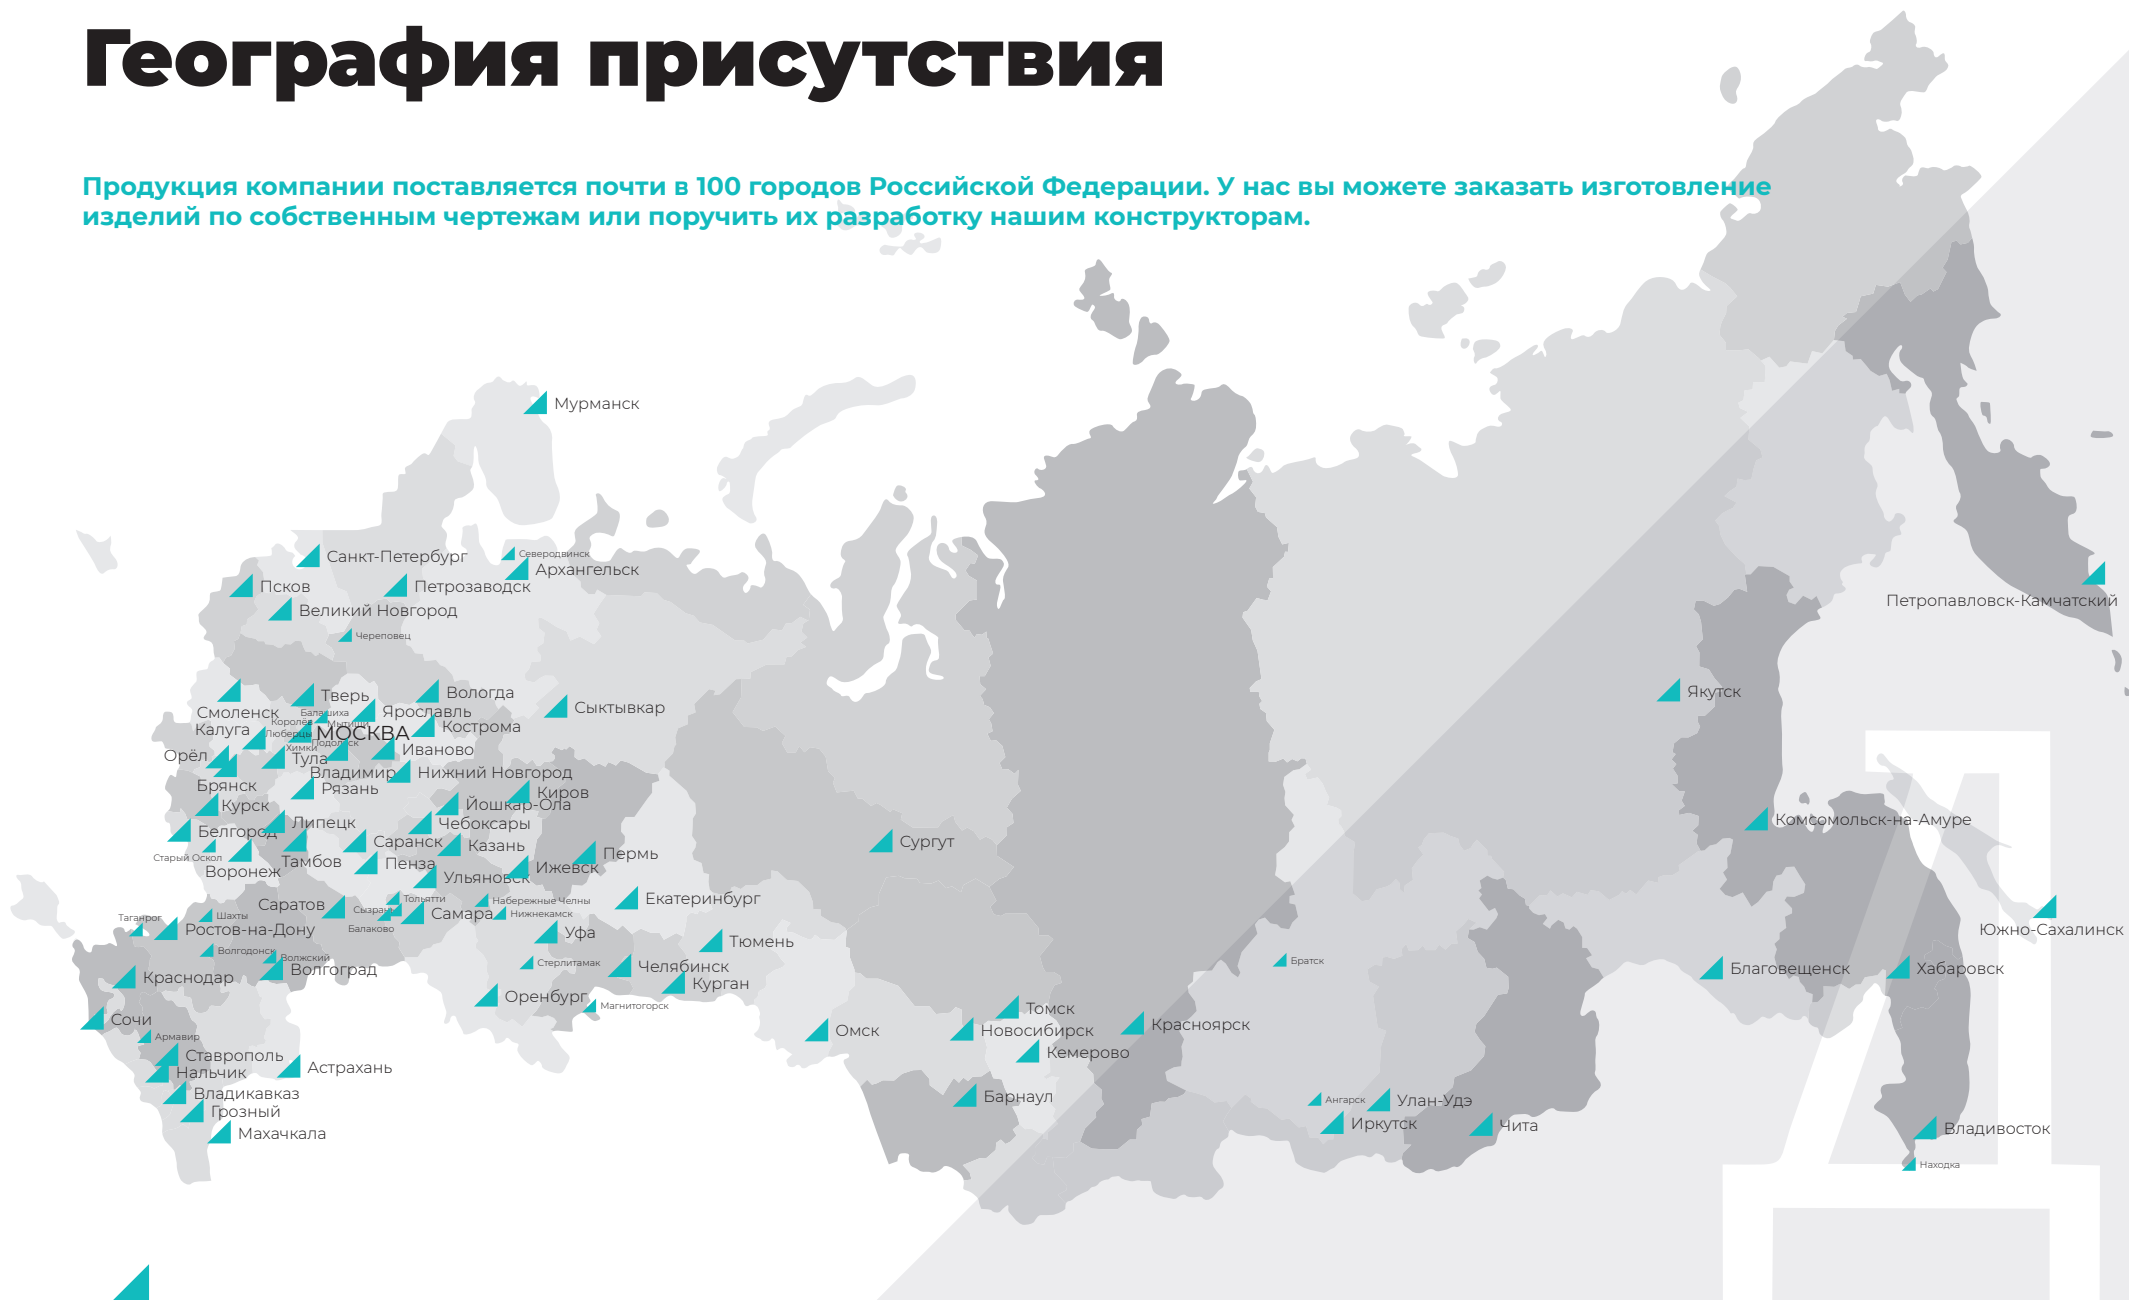 География присутствия
Продукция компании поставляется почти в 100 городов Российской Федерации. У нас вы можете заказать изготовление
изделий по собственным чертежам или поручить их разработку нашим конструкторам.
Мурманск
Санкт-Петербург
Северодвинск
Архангельск
Псков
Петрозаводск
Великий Новгород
Череповец
Петропавловск-Камчатский
Тверь
Вологда
Якутск
Смоленск
Балашиха
Ярославль
Сыктывкар
Королёв
Мытищи
Калуга
Люберцы
МОСКВА
Кострома
Подольск
Химки
Иваново
Орёл
Тула
Владимир
Нижний Новгород
Брянск
Рязань
Киров
Йошкар-Ола
Курск
Липецк
Чебоксары
Комсомольск-на-Амуре
Белгород
Саранск
Казань
Сургут
Старый Оскол
Тамбов
Пенза
Пермь
Воронеж
Ульяновск
Ижевск
Екатеринбург
Саратов
Сызрань
Тольятти
Набережные Челны
Таганрог
Шахты
Самара
Нижнекамск
Ростов-на-Дону
Балаково
Уфа
Тюмень
Южно-Сахалинск
Волгодонск
Волжский
Стерлитамак
Братск
Краснодар
Волгоград
Челябинск
Благовещенск
Хабаровск
Оренбург
Курган
Магнитогорск
Сочи
Томск
Армавир
Омск
Новосибирск
Красноярск
Ставрополь
Кемерово
Нальчик
Астрахань
Владикавказ
Барнаул
Ангарск
Улан-Удэ
Грозный
Иркутск
Чита
Махачкала
Владивосток
Находка
Д